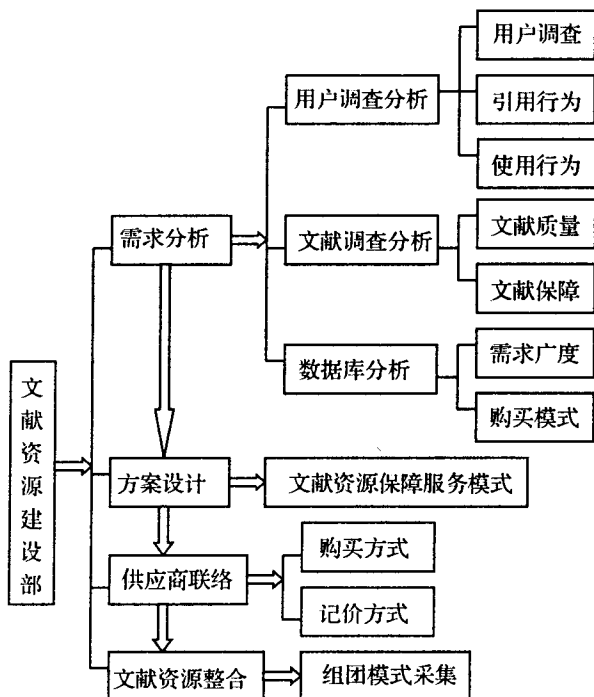 文献资源建设部
需求分析
用户调查分析
用户调查
引用行为
使用行为
文献调查分析
文献质量
文献保障
数据库分析
需求广度
购买模式
方案设计
文献资源保障服务模式
供应商联络
购买方式
记价方式
文献资源整合
组团模式采集